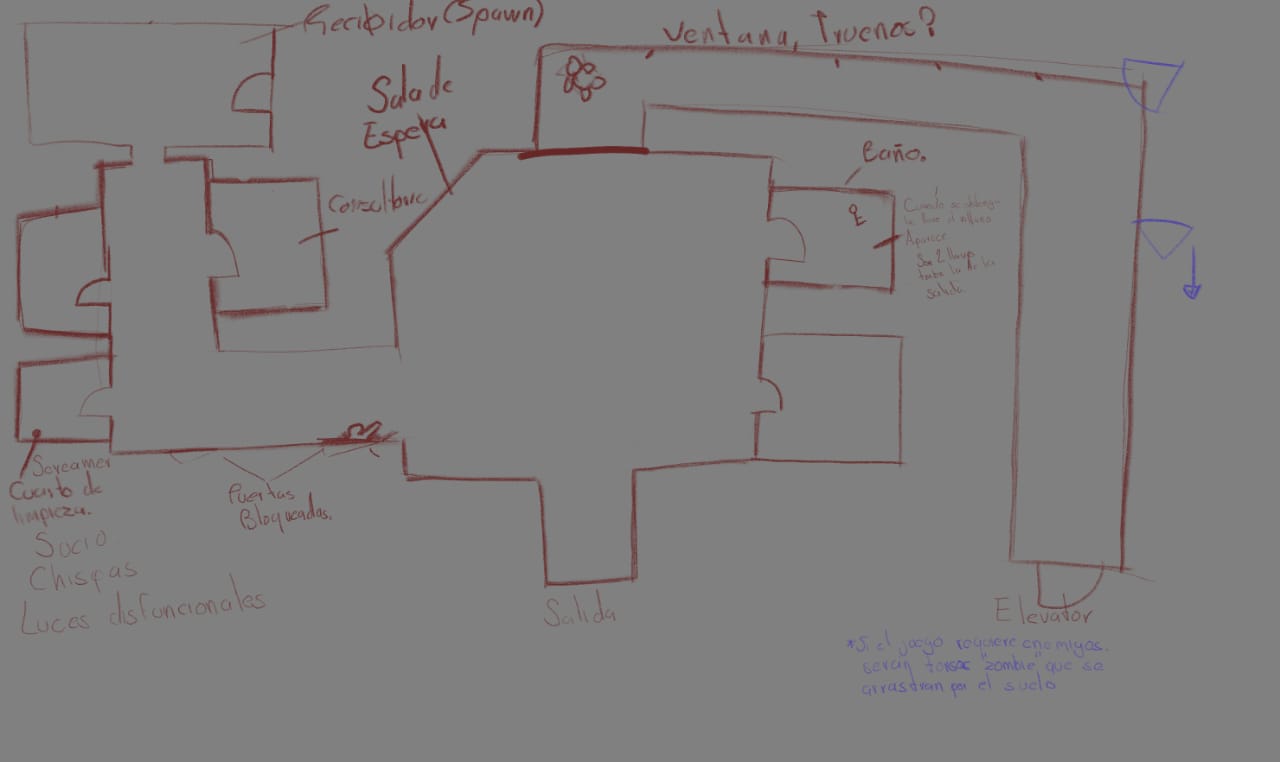 Recibidor (Spawn)
Ventana, Truenos?
Sala de
Espera
Baño.
Consultorio
Cuando se obtenga
la llave el niño
Aparece
Son 2 llaves
también la de la
salida.
Screamer
Cuarto de
limpieza.
Puertas
Bloqueadas.
Sucio
Chispas
Luces disfuncionales
Salida
Elevator
*Si el juego requiere enemigos.
serán torsos "zombie" que se
arrastran por el suelo